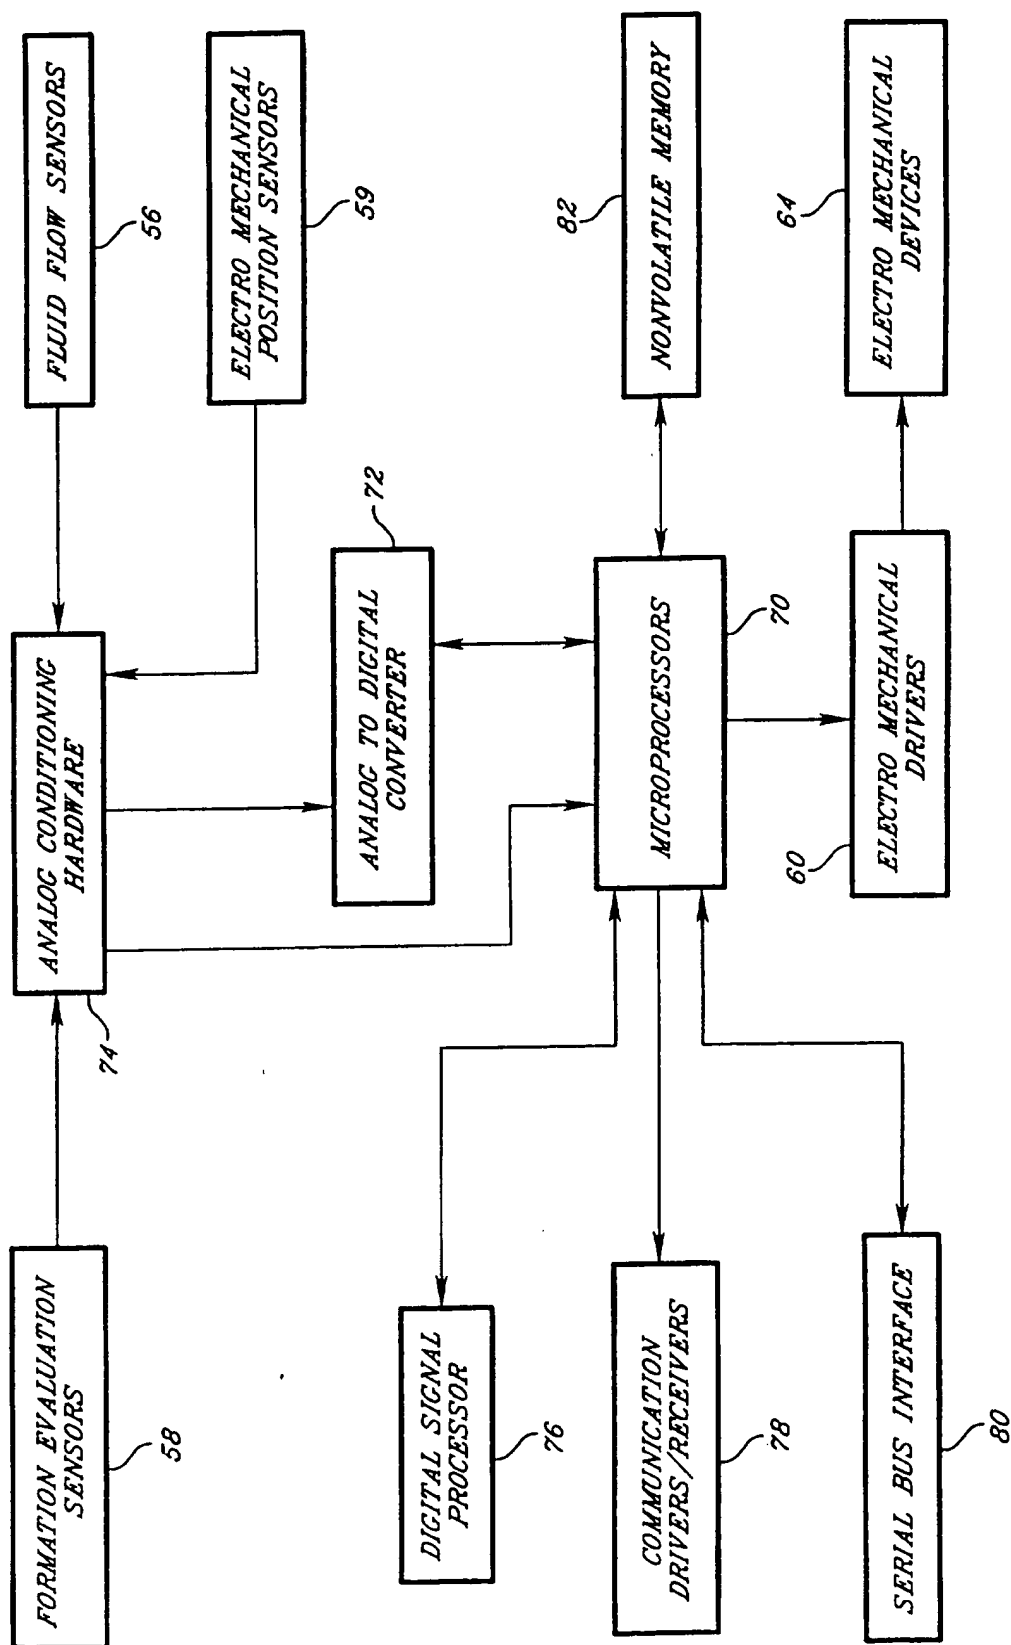 FORMATION EVALUATION
SENSORS
58
ANALOG CONDITIONING
HARDWARE
74
FLUID FLOW SENSORS
56
ELECTRO MECHANICAL
POSITION SENSORS
59
ANALOG TO DIGITAL
CONVERTER
72
DIGITAL SIGNAL
PROCESSOR
76
COMMUNICATION
DRIVERS/RECEIVERS
78
SERIAL BUS INTERFACE
80
MICROPROCESSORS
70
NONVOLATILE MEMORY
82
ELECTRO MECHANICAL
DRIVERS
60
ELECTRO MECHANICAL
DEVICES
64